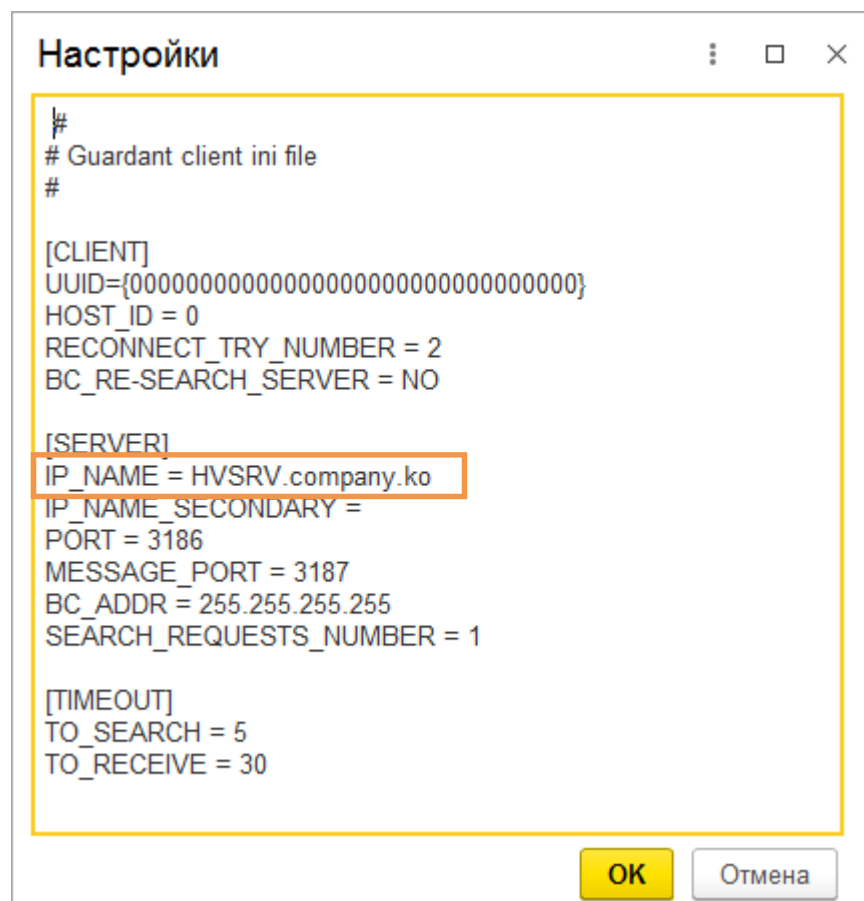 Настройки
#
# Guardant client ini file
#
[CLIENT]
UUID={00000000000000000000000000000000}
HOST_ID = 0
RECONNECT_TRY_NUMBER = 2
BC_RE-SEARCH_SERVER = NO
[SERVER]
IP_NAME = HVSRV.company.ko
IP_NAME_SECONDARY =
PORT = 3186
MESSAGE_PORT = 3187
BC_ADDR = 255.255.255.255
SEARCH_REQUESTS_NUMBER = 1
[TIMEOUT]
TO_SEARCH = 5
TO_RECEIVE = 30
OK Отмена